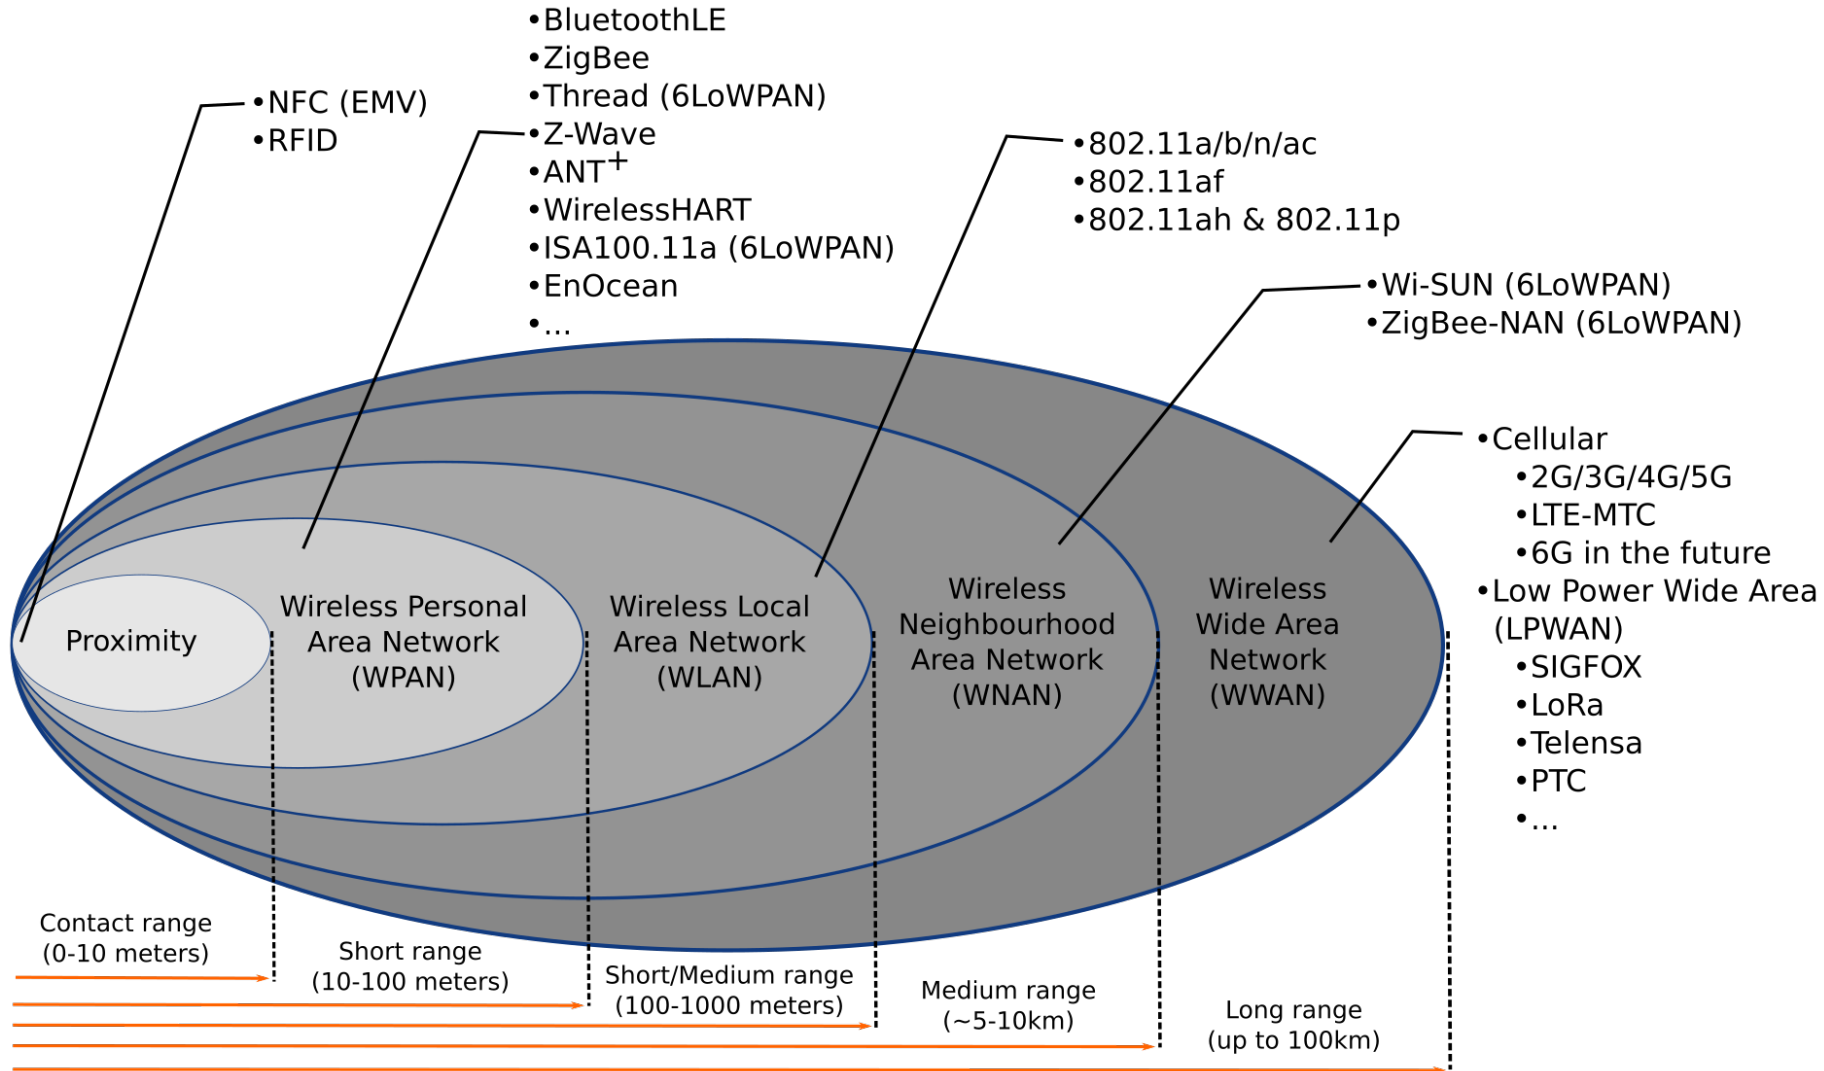 •BluetoothLE
•ZigBee
•Thread (6LoWPAN)
•Z-Wave
•ANT+
•WirelessHART
•ISA100.11a (6LoWPAN)
•EnOcean
•...
•NFC (EMV)
•RFID
•802.11a/b/n/ac
•802.11af
•802.11ah & 802.11p
•Wi-SUN (6LoWPAN)
•ZigBee-NAN (6LoWPAN)
•Cellular
•2G/3G/4G/5G
•LTE-MTC
•6G in the future
•Low Power Wide Area
(LPWAN)
•SIGFOX
•LoRa
•Telensa
•PTC
•...
Proximity
Wireless Personal
Area Network
(WPAN)
Wireless Local
Area Network
(WLAN)
Wireless
Neighbourhood
Area Network
(WNAN)
Wireless
Wide Area
Network
(WWAN)
Contact range
(0-10 meters)
Short range
(10-100 meters)
Short/Medium range
(100-1000 meters)
Medium range
(~5-10km)
Long range
(up to 100km)